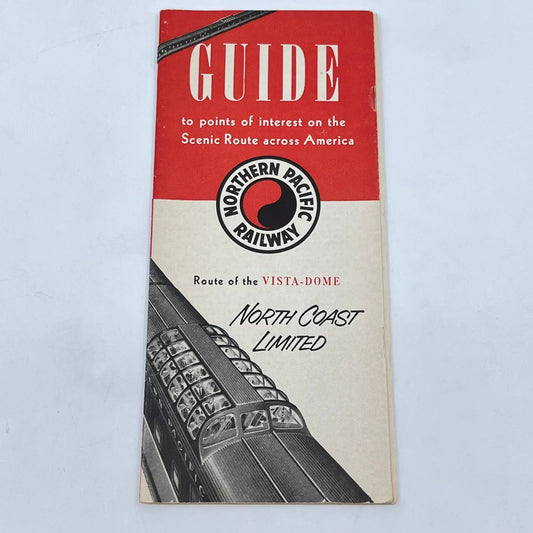 GUIDE
to points of interest on the
Scenic Route across America
NORTHERN PACIFIC
RAILWAY
Route of the VISTA-DOME
NORTH COAST
LIMITED